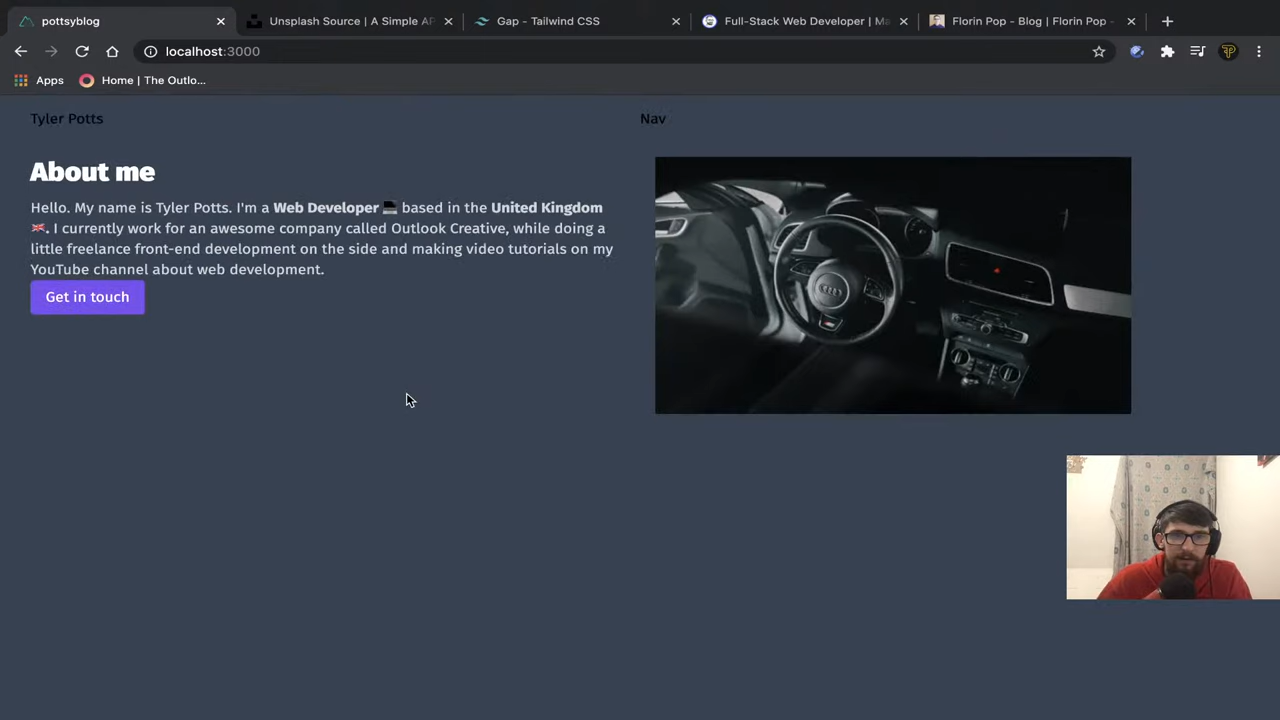 pottsyblog
Unsplash Source | A Simple AP
Gap - Tailwind CSS
Full-Stack Web Developer | Ma
Florin Pop - Blog | Florin Pop -
localhost:3000
Apps
Home | The Outlo...
Tyler Potts
Nav
About me
Hello. My name is Tyler Potts. I'm a Web Developer 💻 based in the United Kingdom
🇬🇧. I currently work for an awesome company called Outlook Creative, while doing a
little freelance front-end development on the side and making video tutorials on my
YouTube channel about web development.
Get in touch